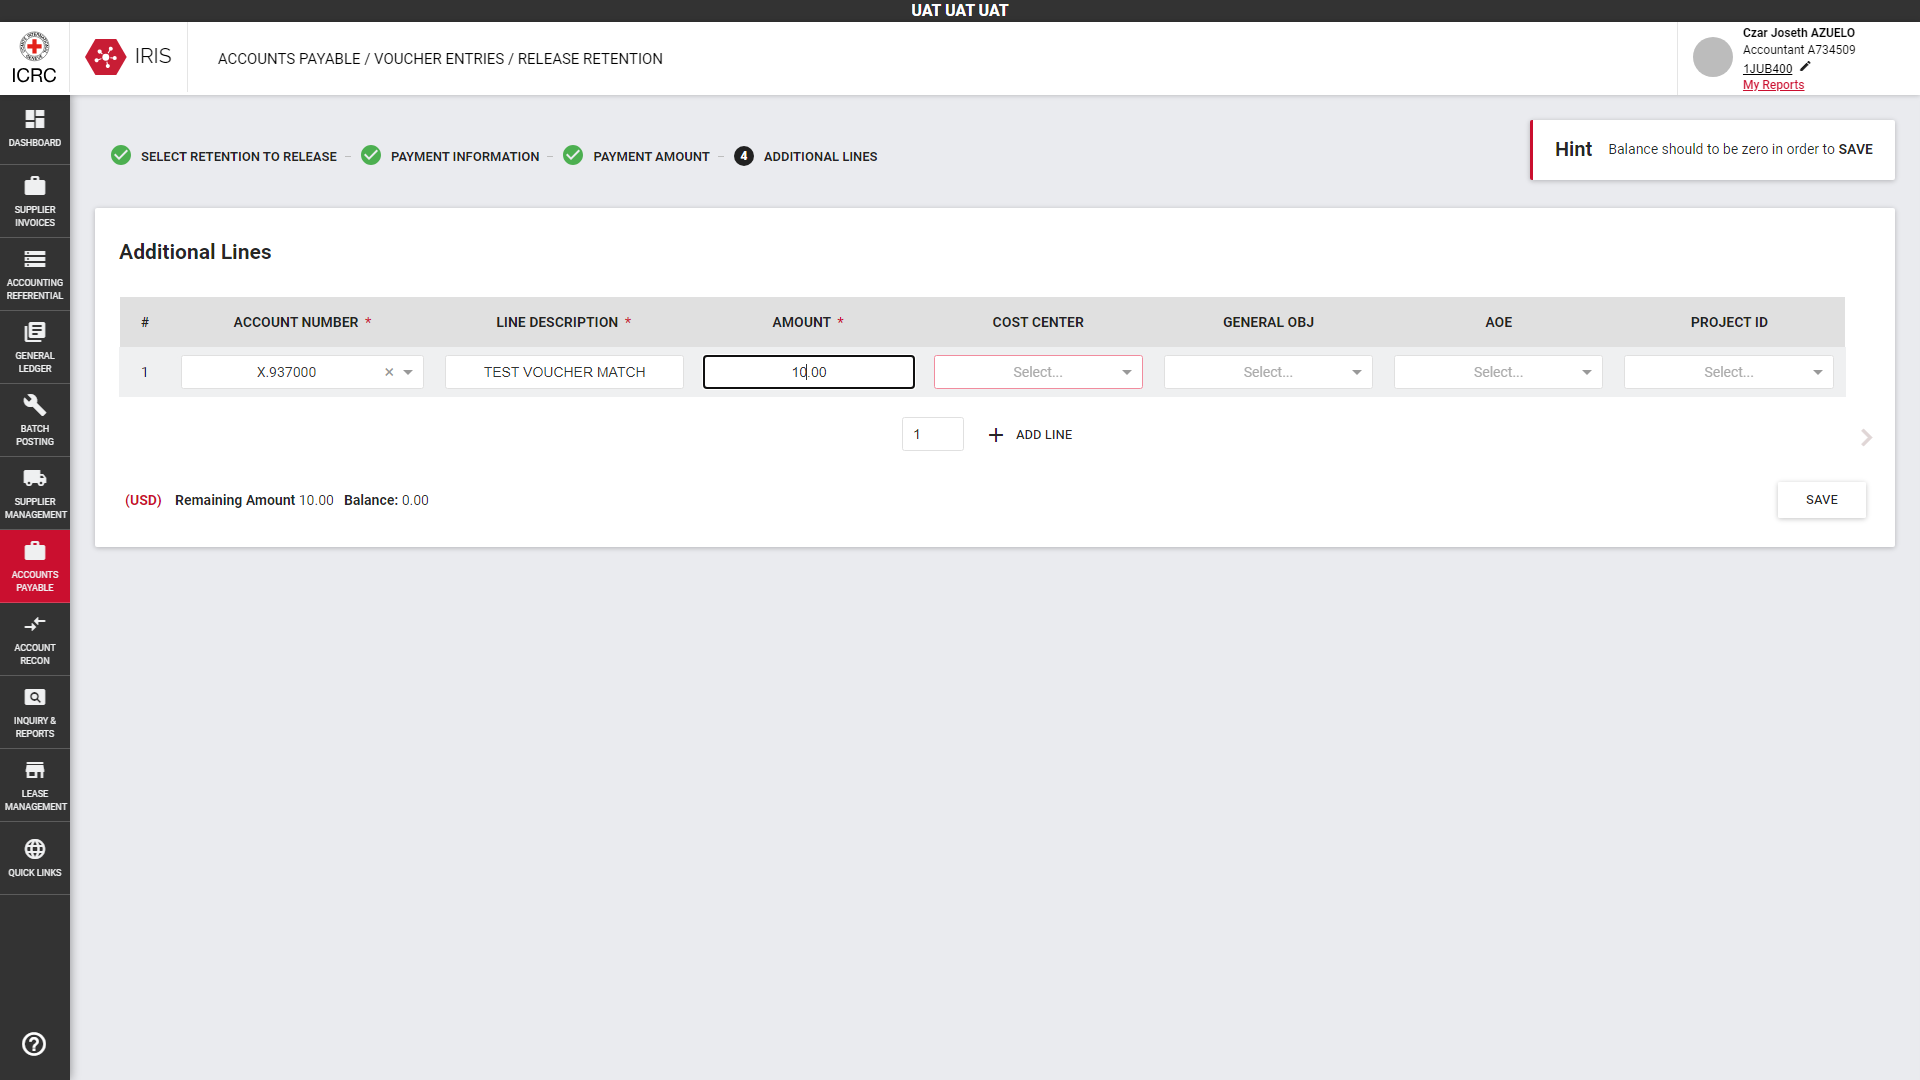 UAT UAT UAT
ICRC
IRIS
ACCOUNTS PAYABLE / VOUCHER ENTRIES / RELEASE RETENTION
Czar Joseth AZUELO
Accountant A734509
1JUB400
My Reports
DASHBOARD
SUPPLIER
INVOICES
ACCOUNTING
REFERENTIAL
GENERAL
LEDGER
BATCH
POSTING
SUPPLIER
MANAGEMENT
ACCOUNTS
PAYABLE
ACCOUNT
RECON
INQUIRY &
REPORTS
LEASE
MANAGEMENT
QUICK LINKS
SELECT RETENTION TO RELEASE – PAYMENT INFORMATION – PAYMENT AMOUNT – 4 ADDITIONAL LINES
Hint Balance should to be zero in order to SAVE
Additional Lines
# ACCOUNT NUMBER * LINE DESCRIPTION * AMOUNT * COST CENTER GENERAL OBJ AOE PROJECT ID
1 X.937000 TEST VOUCHER MATCH 10.00 Select... Select... Select... Select...
1 ADD LINE
(USD) Remaining Amount 10.00 Balance: 0.00
SAVE